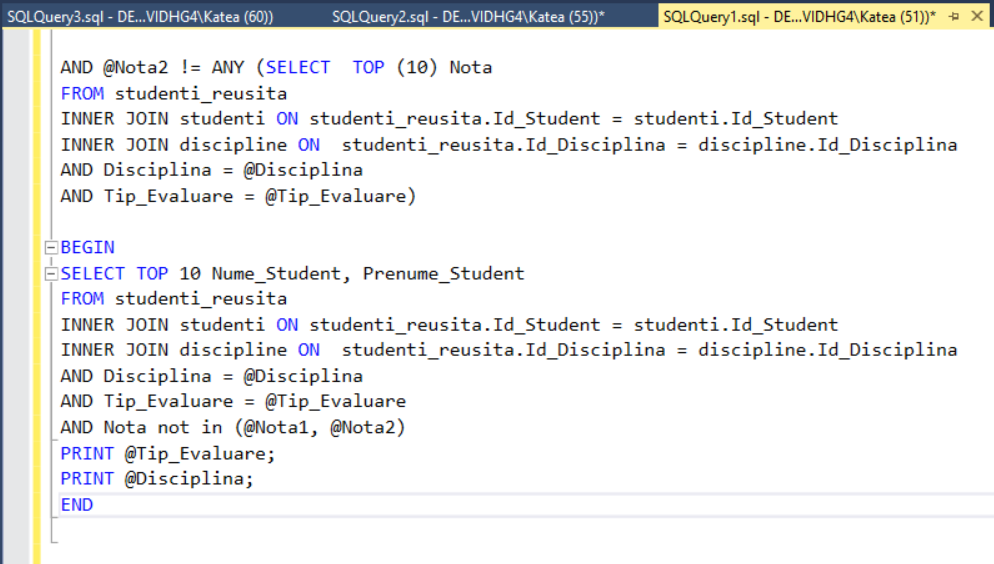 SQLQuery3.sql - DE...VIDHG4\Katea (60)) SQLQuery2.sql - DE...VIDHG4\Katea (55))* SQLQuery1.sql - DE...VIDHG4\Katea (51))*
AND @Nota2 != ANY (SELECT  TOP (10) Nota
FROM studenti_reusita
INNER JOIN studenti ON studenti_reusita.Id_Student = studenti.Id_Student
INNER JOIN discipline ON  studenti_reusita.Id_Disciplina = discipline.Id_Disciplina
AND Disciplina = @Disciplina
AND Tip_Evaluare = @Tip_Evaluare)
BEGIN
SELECT TOP 10 Nume_Student, Prenume_Student
FROM studenti_reusita
INNER JOIN studenti ON studenti_reusita.Id_Student = studenti.Id_Student
INNER JOIN discipline ON  studenti_reusita.Id_Disciplina = discipline.Id_Disciplina
AND Disciplina = @Disciplina
AND Tip_Evaluare = @Tip_Evaluare
AND Nota not in (@Nota1, @Nota2)
PRINT @Tip_Evaluare;
PRINT @Disciplina;
END